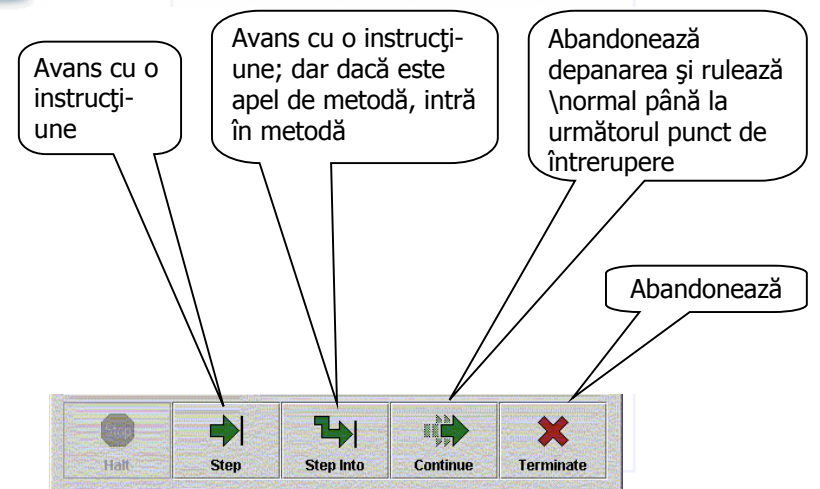 Avans cu o
instrucţi-
une
Avans cu o instrucţi-
une; dar dacă este
apel de metodă, intră
în metodă
Abandonează
depanarea şi rulează
\normal până la
următorul punct de
întrerupere
Abandonează
Stop
Halt
Step
Step Into
Continue
Terminate